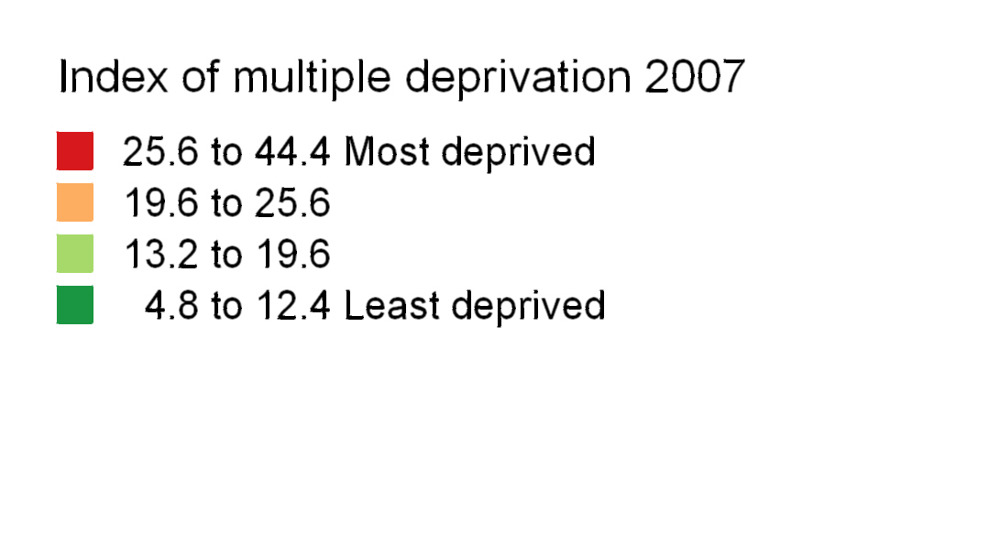 Index of multiple deprivation 2007
25.6 to 44.4 Most deprived
19.6 to 25.6
13.2 to 19.6
4.8 to 12.4 Least deprived